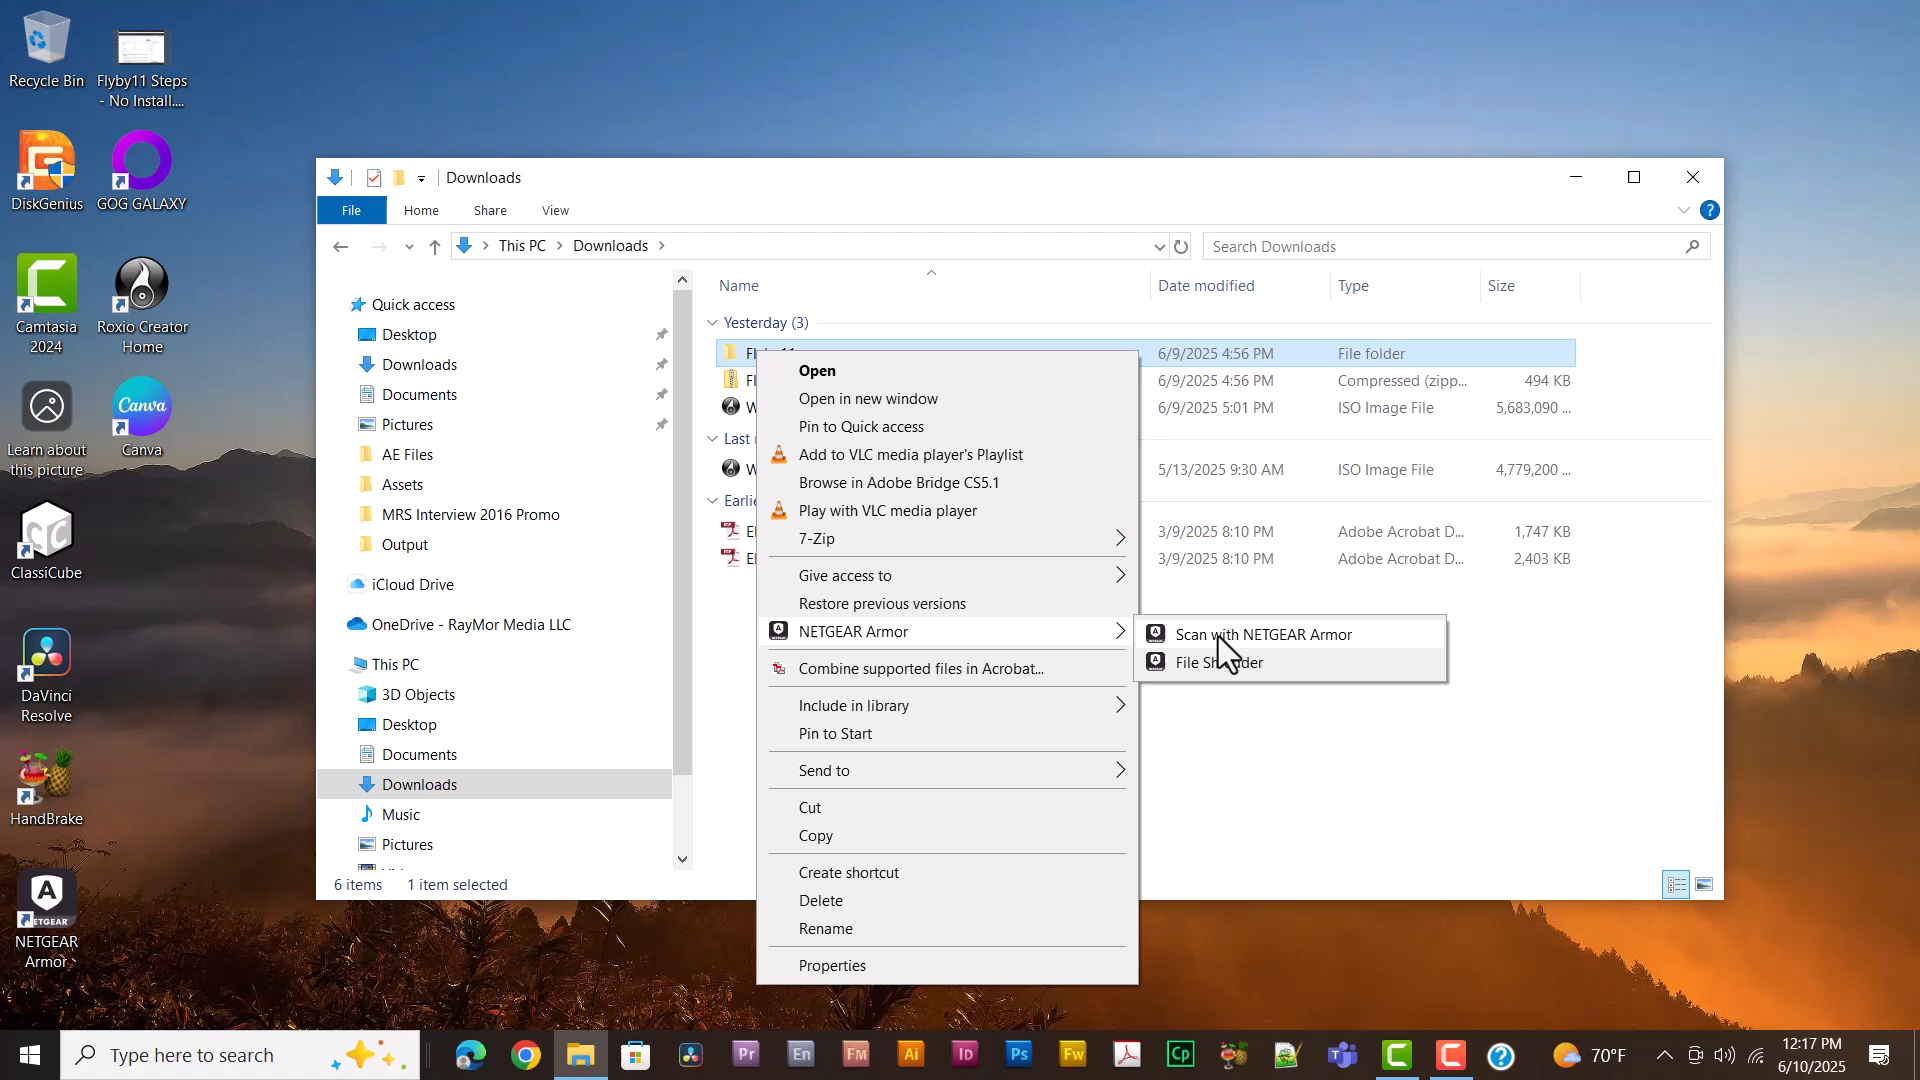 Recycle Bin
Flyby11 Steps
- No Install....
DiskGenius
GOG GALAXY
Camtasia
2024
Roxio Creator
Home
Learn about
this picture
Canva
Canva
ClassiCube
DaVinci
Resolve
HandBrake
NETGEAR
NETGEAR
Armor
Downloads
File
Home
Share
View
This PC
Downloads
Search Downloads
Quick access
Desktop
Downloads
Documents
Pictures
AE Files
Assets
MRS Interview 2016 Promo
Output
iCloud Drive
OneDrive - RayMor Media LLC
This PC
3D Objects
Desktop
Documents
Downloads
Music
Pictures
6 items
1 item selected
Name
Date modified
Type
Size
Yesterday (3)
6/9/2025 4:56 PM File folder
6/9/2025 4:56 PM Compressed (zipp... 494 KB
6/9/2025 5:01 PM ISO Image File 5,683,090 ...
Last
5/13/2025 9:30 AM ISO Image File 4,779,200 ...
3/9/2025 8:10 PM Adobe Acrobat D... 1,747 KB
3/9/2025 8:10 PM Adobe Acrobat D... 2,403 KB
Open
Open in new window
Pin to Quick access
Add to VLC media player's Playlist
Browse in Adobe Bridge CS5.1
Play with VLC media player
7-Zip
Give access to
Restore previous versions
NETGEAR Armor
Combine supported files in Acrobat...
Include in library
Pin to Start
Send to
Cut
Copy
Create shortcut
Delete
Rename
Properties
Scan with NETGEAR Armor
File
Type here to search
Pr
En
FM
Ai
Id
Ps
Fw
Cp
70°F
12:17 PM
6/10/2025